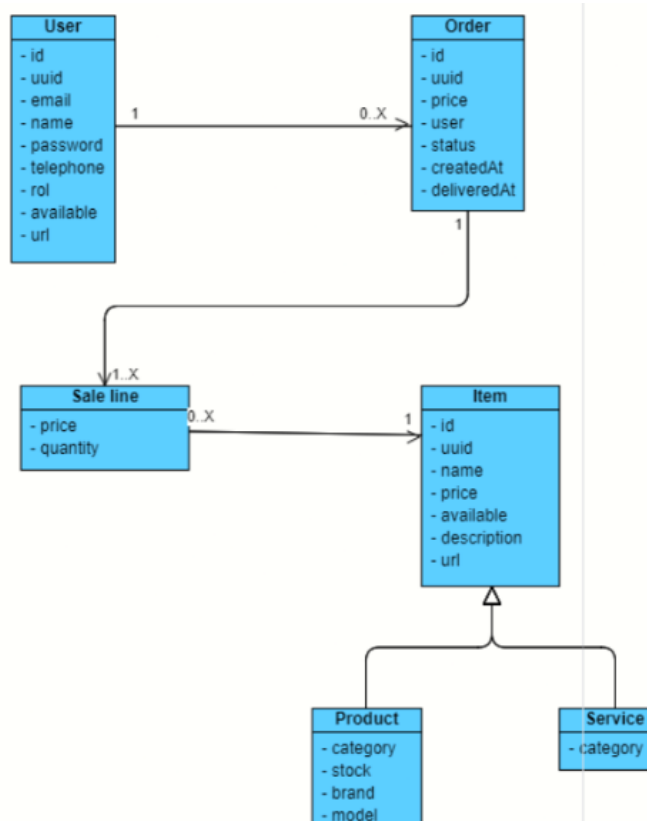 User
- id
- uuid
- email
- name
- password
- telephone
- rol
- available
- url
1
0..X
Order
- id
- uuid
- price
- user
- status
- createdAt
- deliveredAt
1
1..X
Sale line
- price
- quantity
0..X
1
Item
- id
- uuid
- name
- price
- available
- description
- url
Product
- category
- stock
- brand
- model
Service
- category